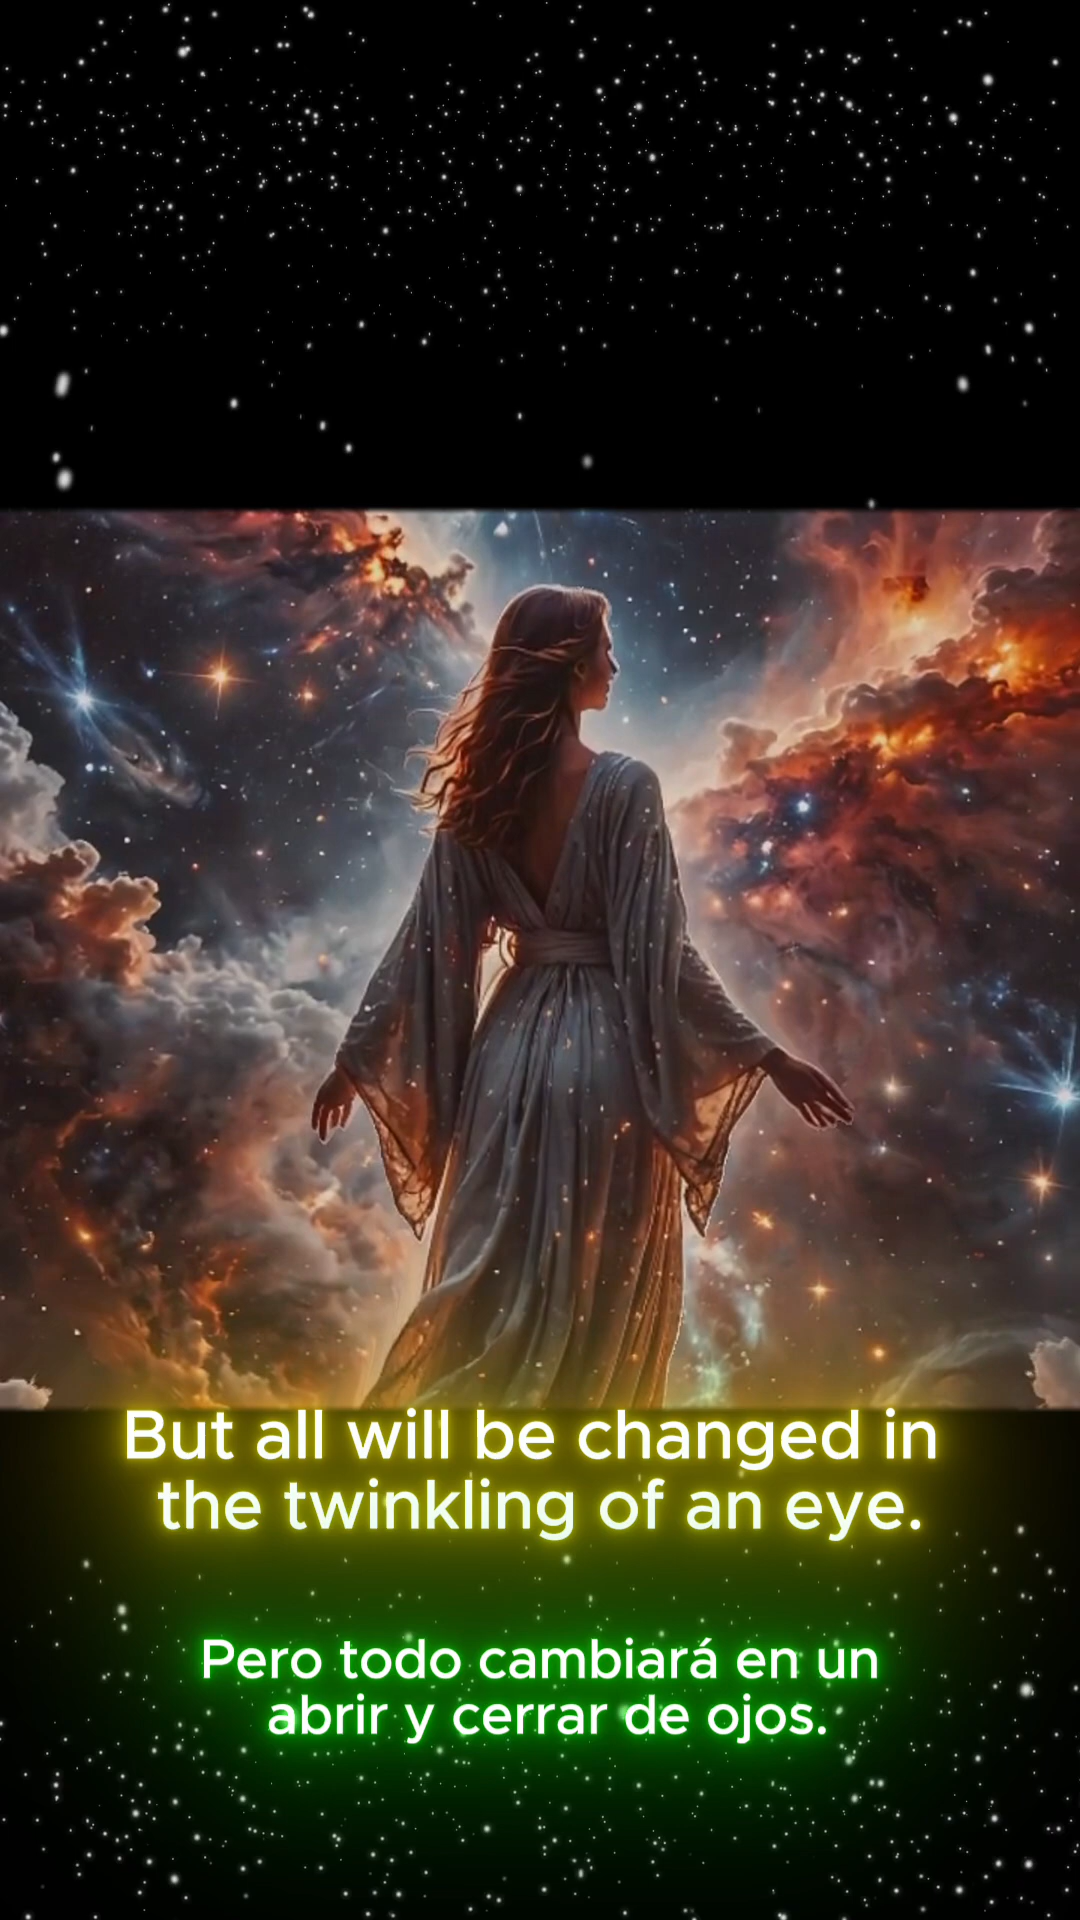 But all will be changed in
the twinkling of an eye.
Pero todo cambiará en un
abrir y cerrar de ojos.